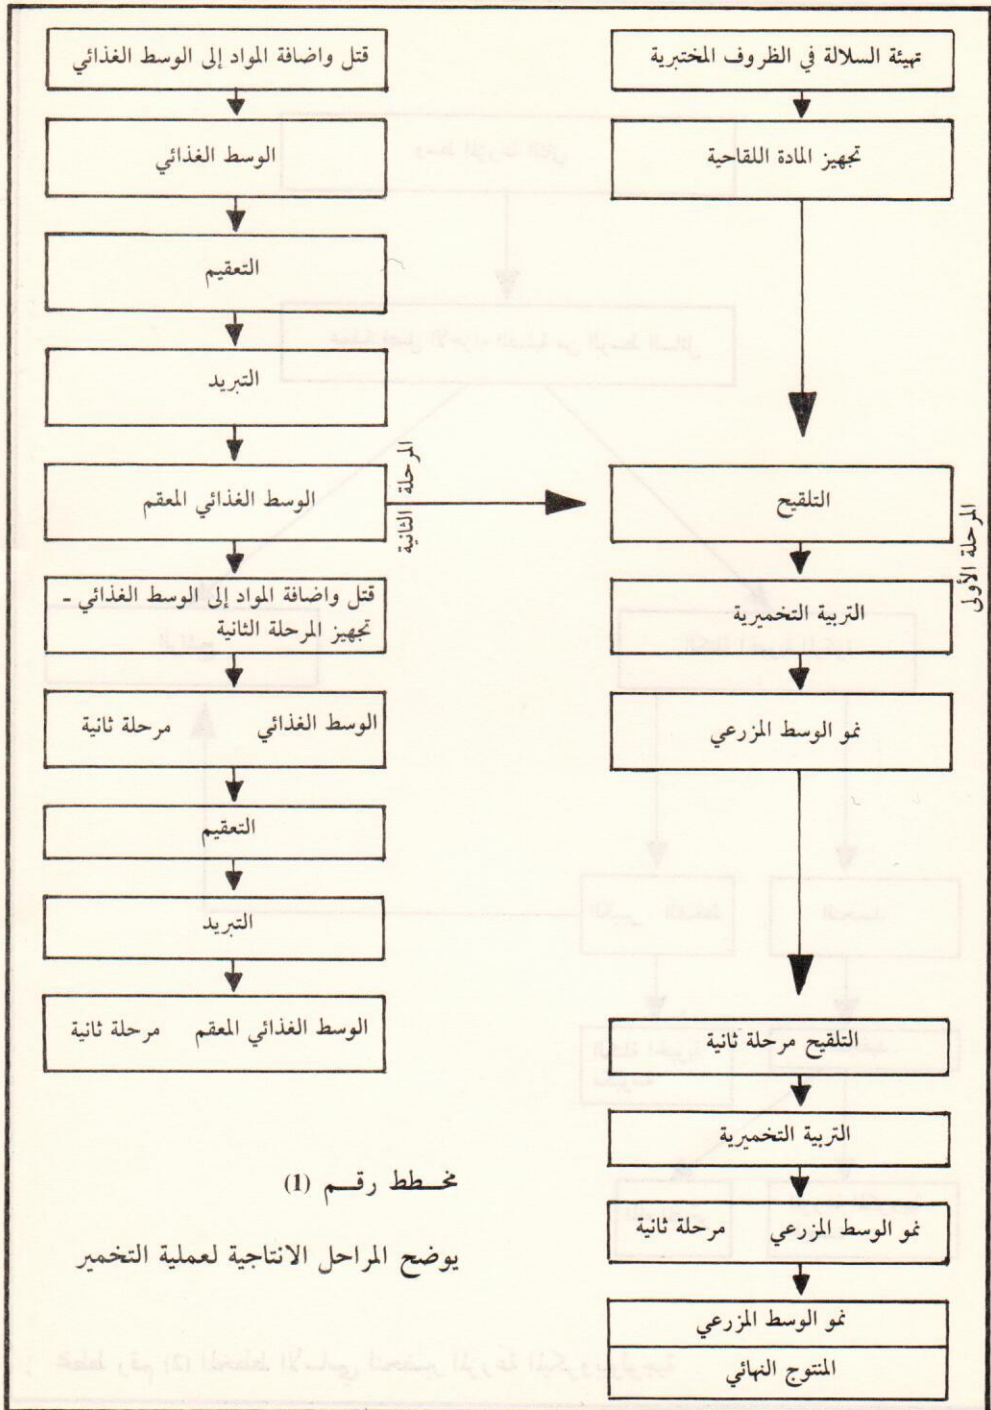 تهيئة السلالة في الظروف المختبرية
تجهيز المادة اللقاحية
التلقيح
المرحلة الأولى
التربية التخميرية
نمو الوسط المزرعي
التلقيح مرحلة ثانية
التربية التخميرية
نمو الوسط المزرعي مرحلة ثانية
نمو الوسط المزرعي
المنتوج النهائي
قتل واضافة المواد إلى الوسط الغذائي
الوسط الغذائي
التعقيم
التبريد
الوسط الغذائي المعقم
المرحلة الثانية
قتل واضافة المواد إلى الوسط الغذائي ـ
تجهيز المرحلة الثانية
الوسط الغذائي مرحلة ثانية
التعقيم
التبريد
الوسط الغذائي المعقم مرحلة ثانية
مخـطط رقـم (1)
يوضح المراحل الانتاجية لعملية التخمير